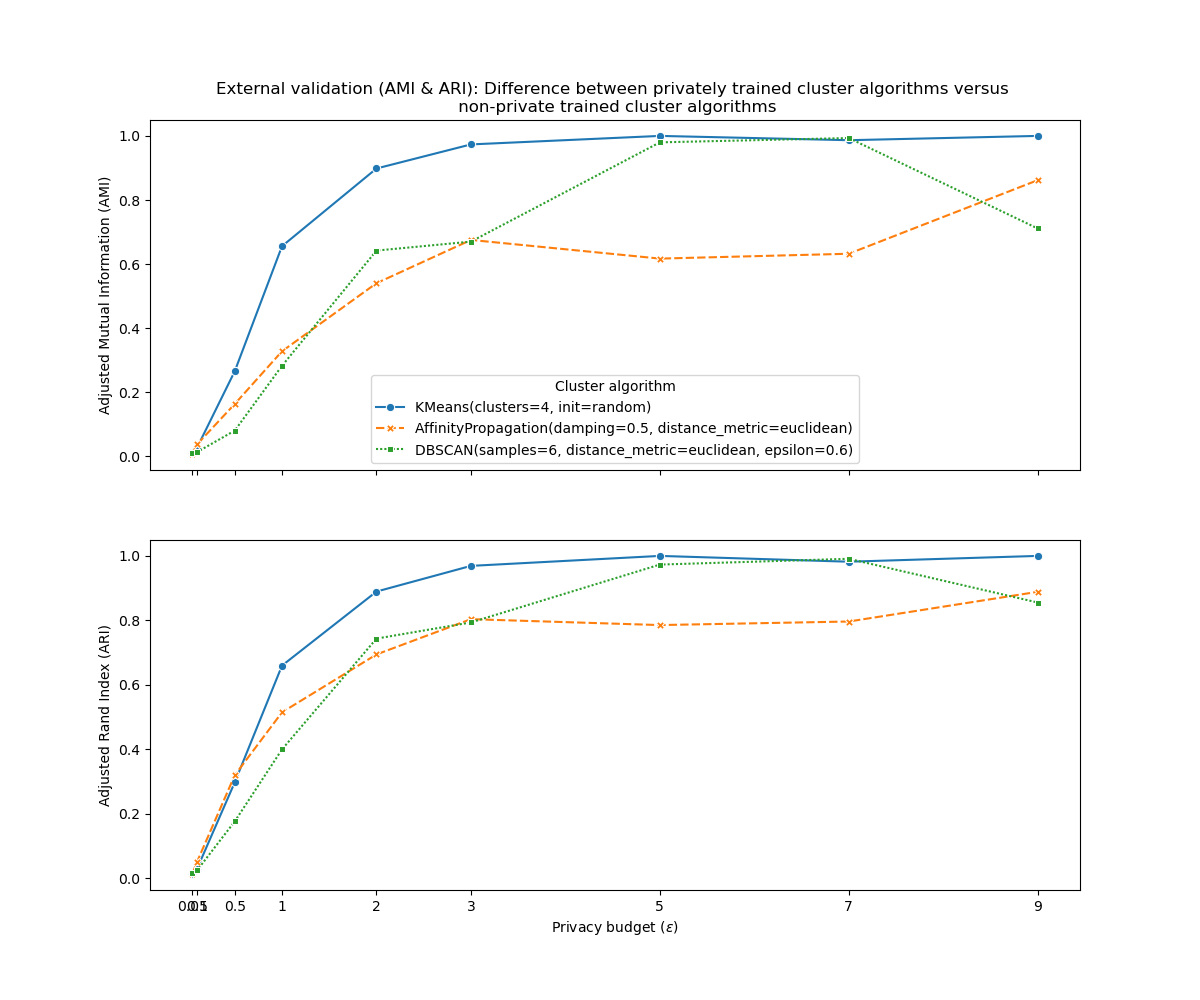 External validation (AMI & ARI): Difference between privately trained cluster algorithms versus
non-private trained cluster algorithms
1.0
0.8
0.6
0.4
0.2
0.0
Adjusted Mutual Information (AMI)
Cluster algorithm
KMeans(clusters=4, init=random)
AffinityPropagation(damping=0.5, distance_metric=euclidean)
DBSCAN(samples=6, distance_metric=euclidean, epsilon=0.6)
1.0
0.8
0.6
0.4
0.2
0.0
Adjusted Rand Index (ARI)
0.5 1 2 3 5 7 9
Privacy budget (ε)